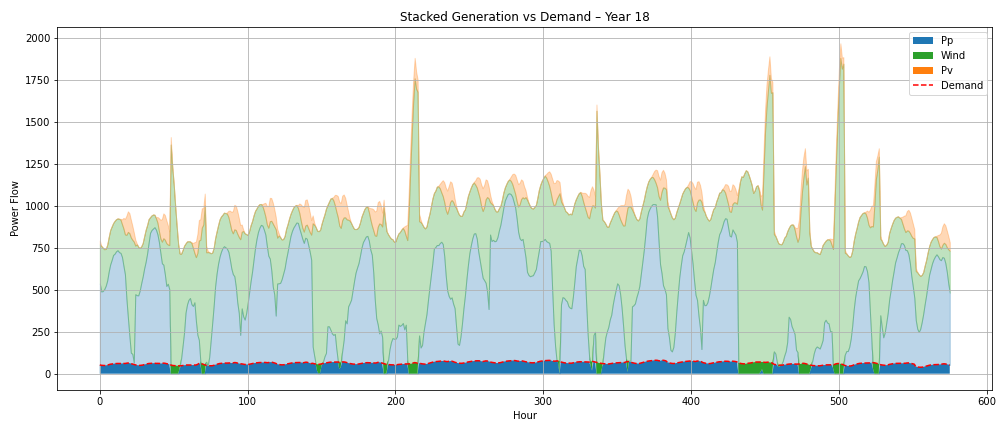 Stacked Generation vs Demand – Year 18
Power Flow
2000
1750
1500
1250
1000
750
500
250
0
0 100 200 300 400 500 600
Hour
Pp
Wind
Pv
Demand